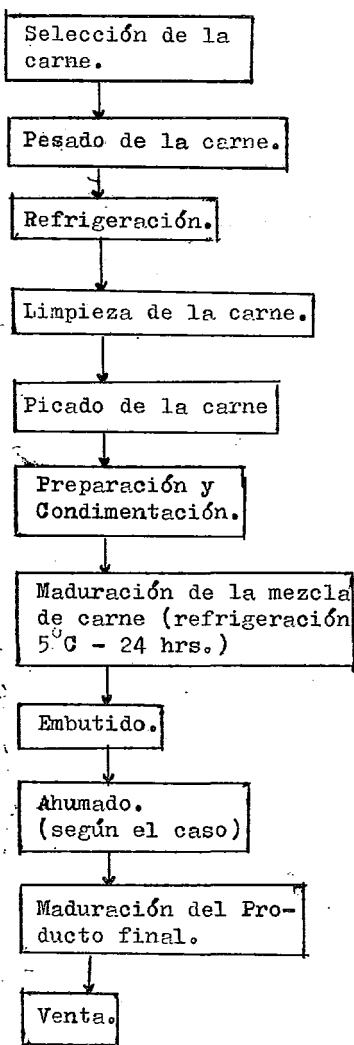 Selección de la
carne.
Pesado de la carne.
Refrigeración.
Limpieza de la carne.
Picado de la carne
Preparación y
Condimentación.
Maduración de la mezcla
de carne (refrigeración
5°C - 24 hrs.)
Embutido.
Ahumado.
(según el caso)
Maduración del Pro-
ducto final.
Venta.